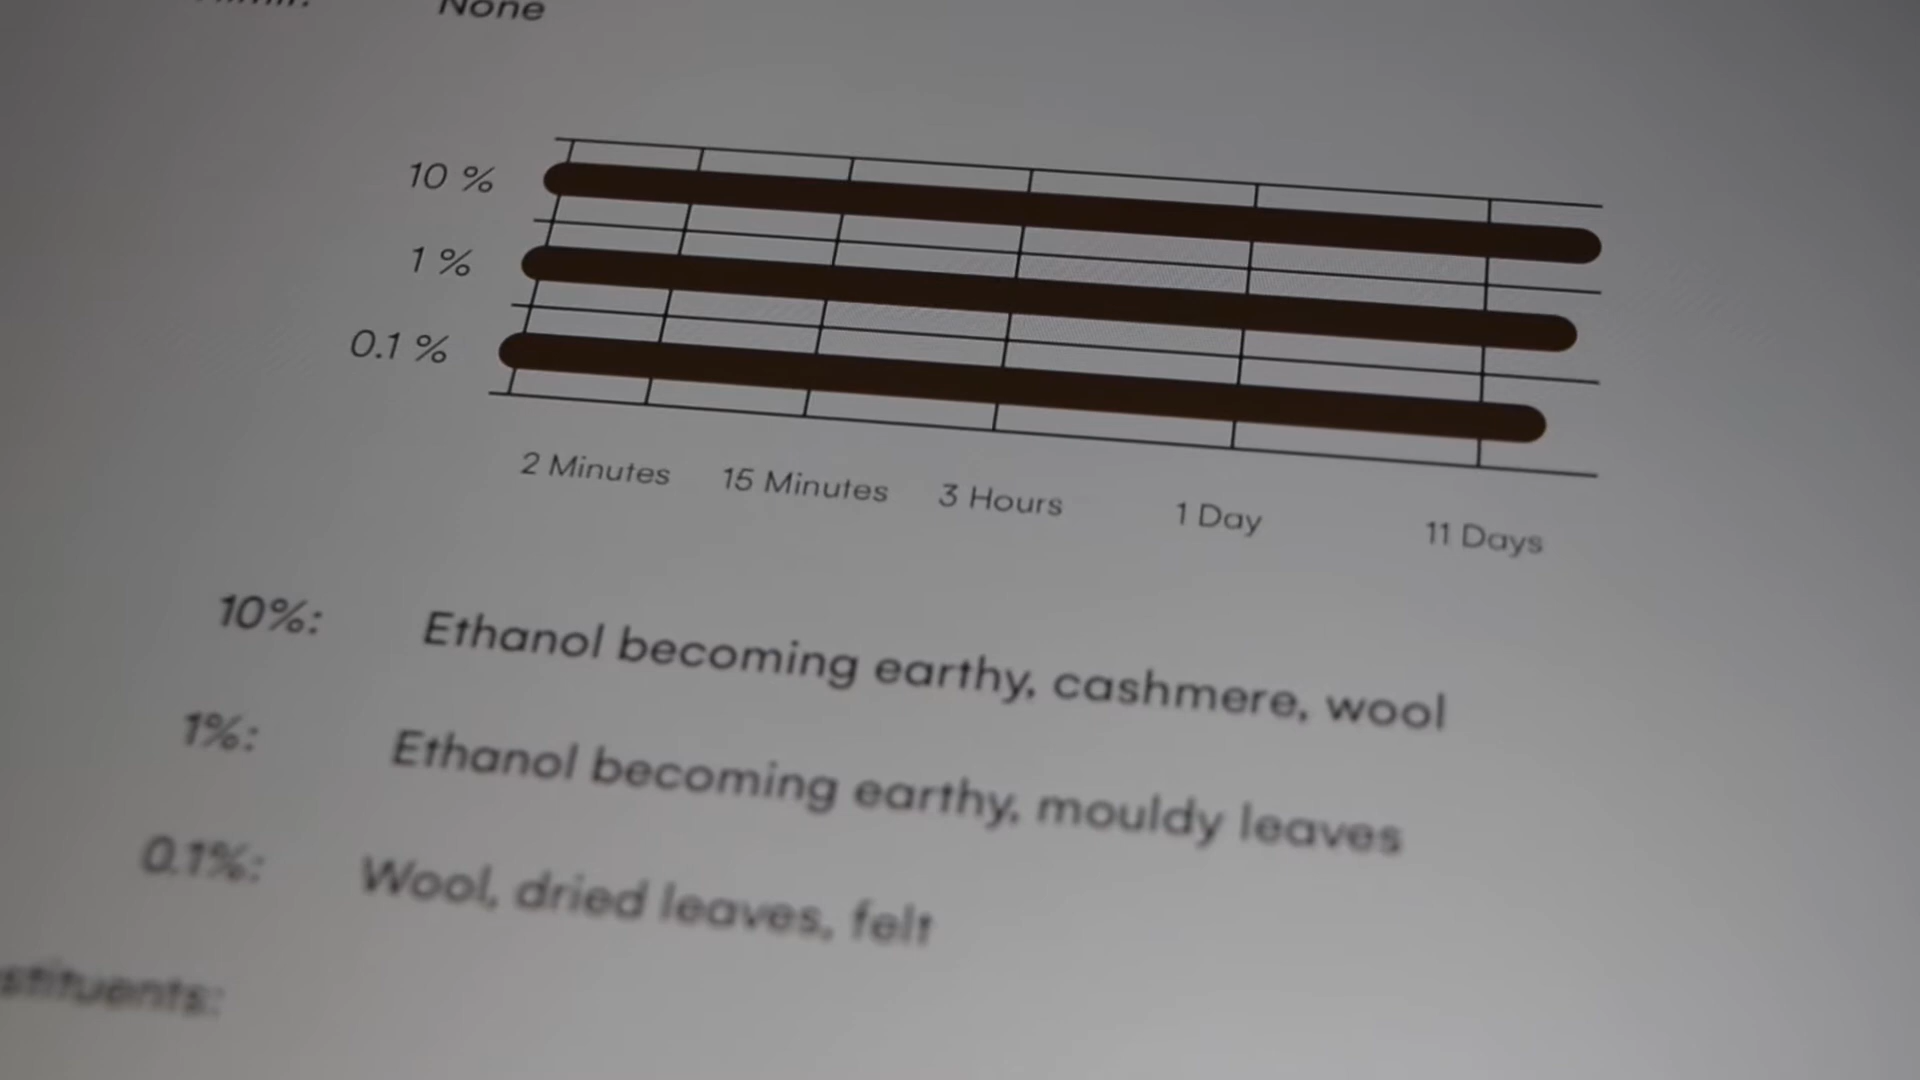 None
10 %
1 %
0.1 %
2 Minutes 15 Minutes 3 Hours 1 Day 11 Days
10%: Ethanol becoming earthy, cashmere, wool
1%: Ethanol becoming earthy, mouldy leaves
0.1%: Wool, dried leaves, felt
stituents: